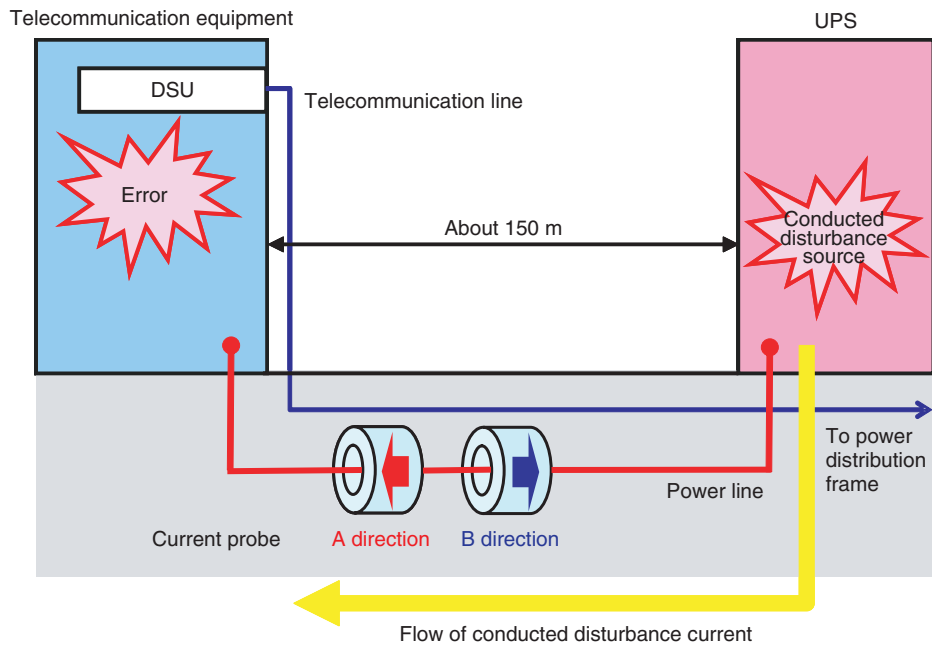 Telecommunication equipment
UPS
DSU
Telecommunication line
Error
About 150 m
Conducted
disturbance
source
To power
distribution
frame
Power line
Current probe
A direction
B direction
Flow of conducted disturbance current